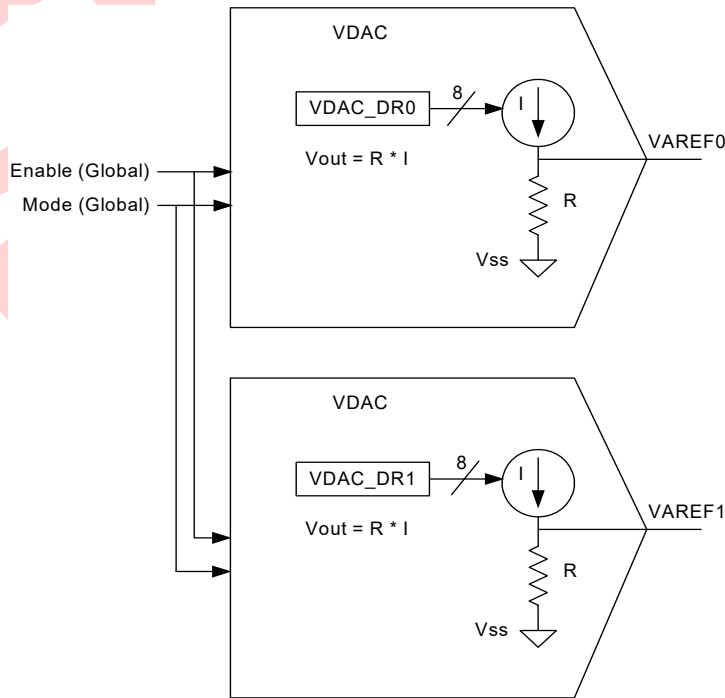 VDAC
VDAC_DR0
8
I
Vout = R * I
VAREF0
R
Vss
Enable (Global)
Mode (Global)
VDAC
VDAC_DR1
8
I
Vout = R * I
VAREF1
R
Vss